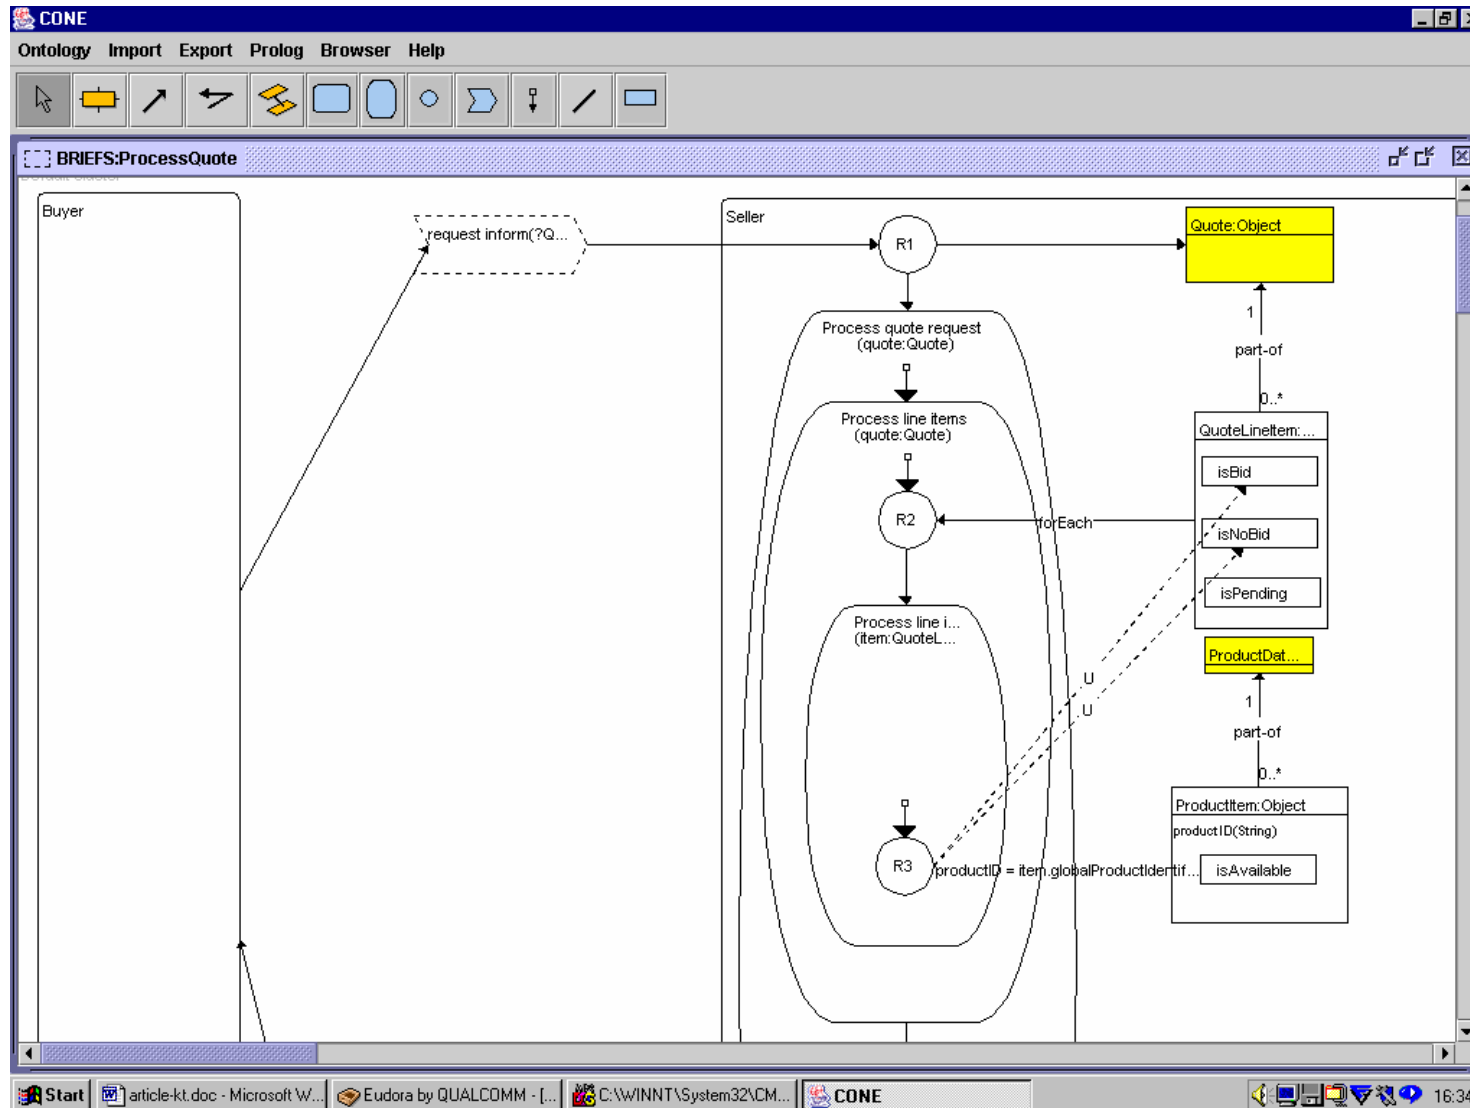 CONE
Ontology Import Export Prolog Browser Help
BRIEFS:ProcessQuote
Default cluster
Buyer
request inform(?Q...
Seller
R1
Quote:Object
Process quote request
(quote:Quote)
1
part-of
0..*
Process line items
(quote:Quote)
QuoteLineItem:...
isBid
R2
forEach
isNoBid
isPending
Process line i...
(item:QuoteL...
ProductDat...
U
U
1
part-of
0..*
ProductItem:Object
productID(String)
R3
productID = item.globalProductIdentif...
isAvailable
Start
article-kt.doc - Microsoft W...
Eudora by QUALCOMM - [...
C:\WINNT\System32\CM...
CONE
16:34